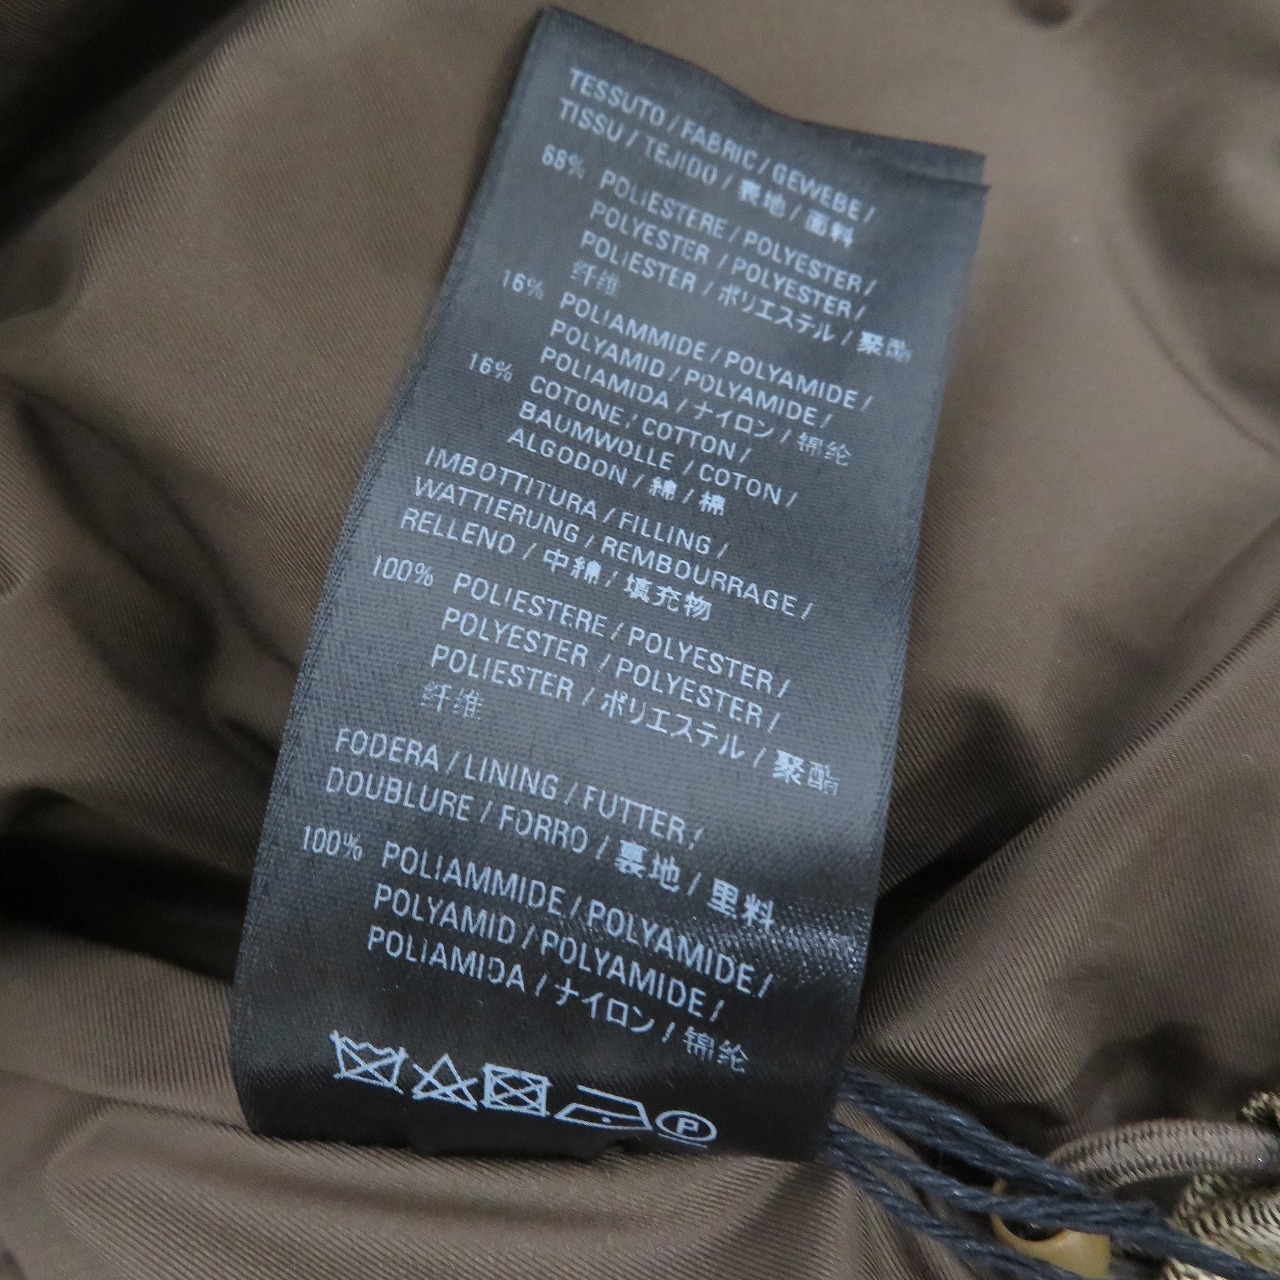 TESSUTO / FABRIC / GEWEBE /
TISSU / TEJIDO / 表地 / 面料
68% POLIESTERE / POLYESTER /
POLYESTER / POLYESTER /
POLIESTER / ポリエステル / 聚酯
纤维
16% POLIAMMIDE / POLYAMIDE /
POLYAMID / POLYAMIDE /
POLIAMIDA / ナイロン / 锦纶
16% COTONE / COTTON /
BAUMWOLLE / COTON /
ALGODON / 綿 / 棉
IMBOTTITURA / FILLING /
WATTIERUNG / REMBOURRAGE /
RELLENO / 中綿 / 填充物
100% POLIESTERE / POLYESTER /
POLYESTER / POLYESTER /
POLIESTER / ポリエステル / 聚酯
纤维
FODERA / LINING / FUTTER /
DOUBLURE / FORRO / 裏地 / 里料
100% POLIAMMIDE / POLYAMIDE /
POLYAMID / POLYAMIDE /
POLIAMIDA / ナイロン / 锦纶
P